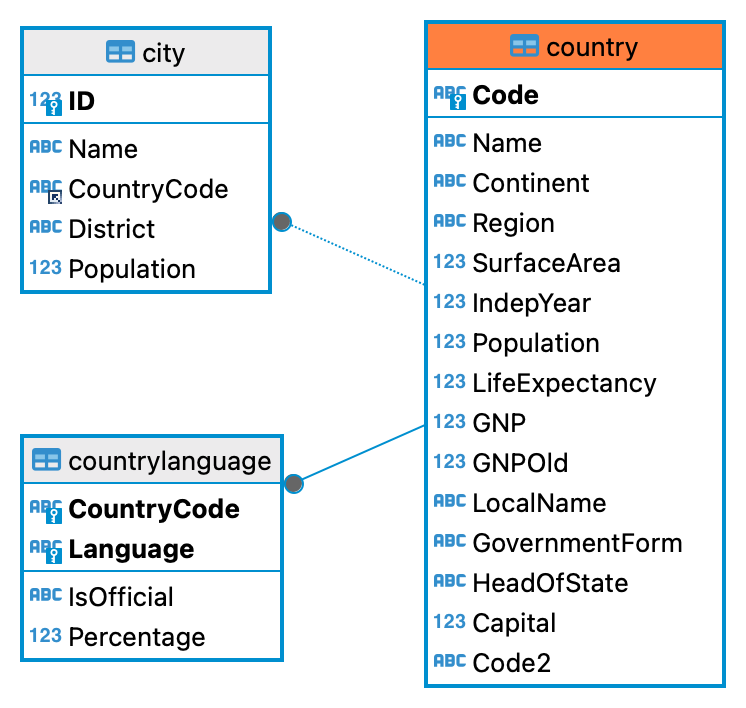 city
123 ID
ABC Name
ABC CountryCode
ABC District
123 Population
country
ABC Code
ABC Name
ABC Continent
ABC Region
123 SurfaceArea
123 IndepYear
123 Population
123 LifeExpectancy
123 GNP
123 GNPOld
ABC LocalName
ABC GovernmentForm
ABC HeadOfState
123 Capital
ABC Code2
countrylanguage
ABC CountryCode
ABC Language
ABC IsOfficial
123 Percentage